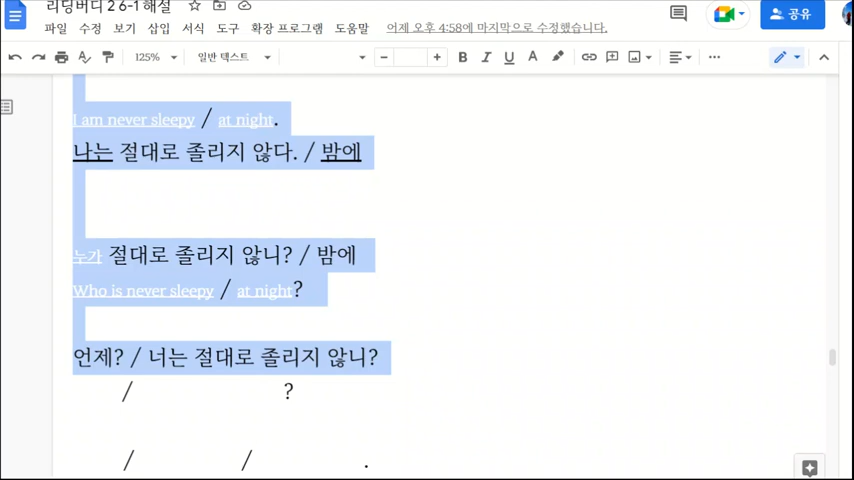 리딩버디 2 6-1 해설
파일 수정 보기 삽입 서식 도구 확장 프로그램 도움말 어제 오후 4:58에 마지막으로 수정했습니다.
공유
125% 일반 텍스트 − + B I U A
I am never sleepy / at night.
나는 절대로 졸리지 않다. / 밤에
누가 절대로 졸리지 않니? / 밤에
Who is never sleepy / at night?
언제? / 너는 절대로 졸리지 않니?
/ ?
/ / .